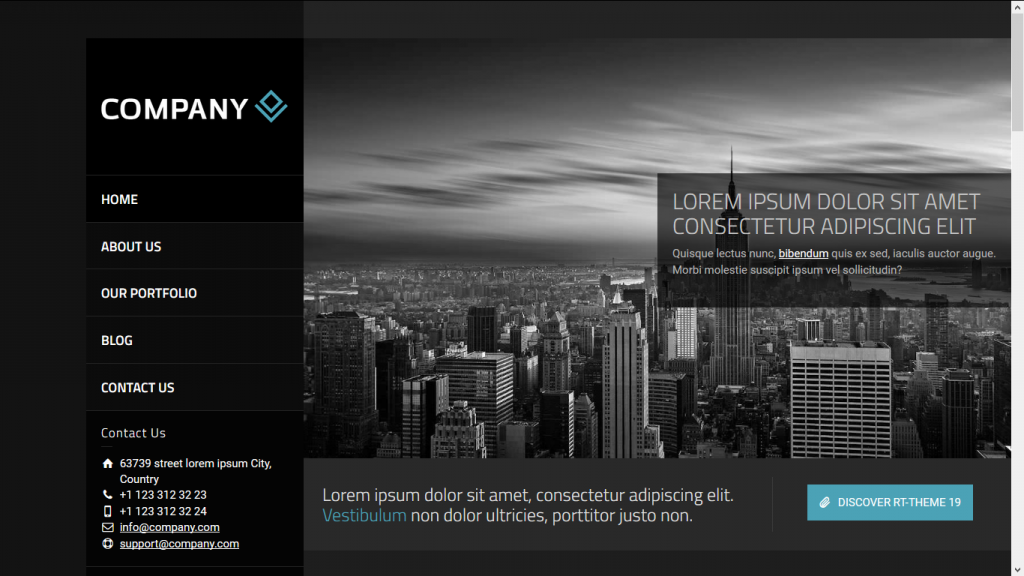 COMPANY
HOME
ABOUT US
OUR PORTFOLIO
BLOG
CONTACT US
Contact Us
63739 street lorem ipsum City,
Country
+1 123 312 32 23
+1 123 312 32 24
info@company.com
support@company.com
LOREM IPSUM DOLOR SIT AMET
CONSECTETUR ADIPISCING ELIT
Quisque lectus nunc, bibendum quis ex sed, iaculis auctor augue.
Morbi molestie suscipit ipsum vel sollicitudin?
Lorem ipsum dolor sit amet, consectetur adipiscing elit.
Vestibulum non dolor ultricies, porttitor justo non.
DISCOVER RT-THEME 19